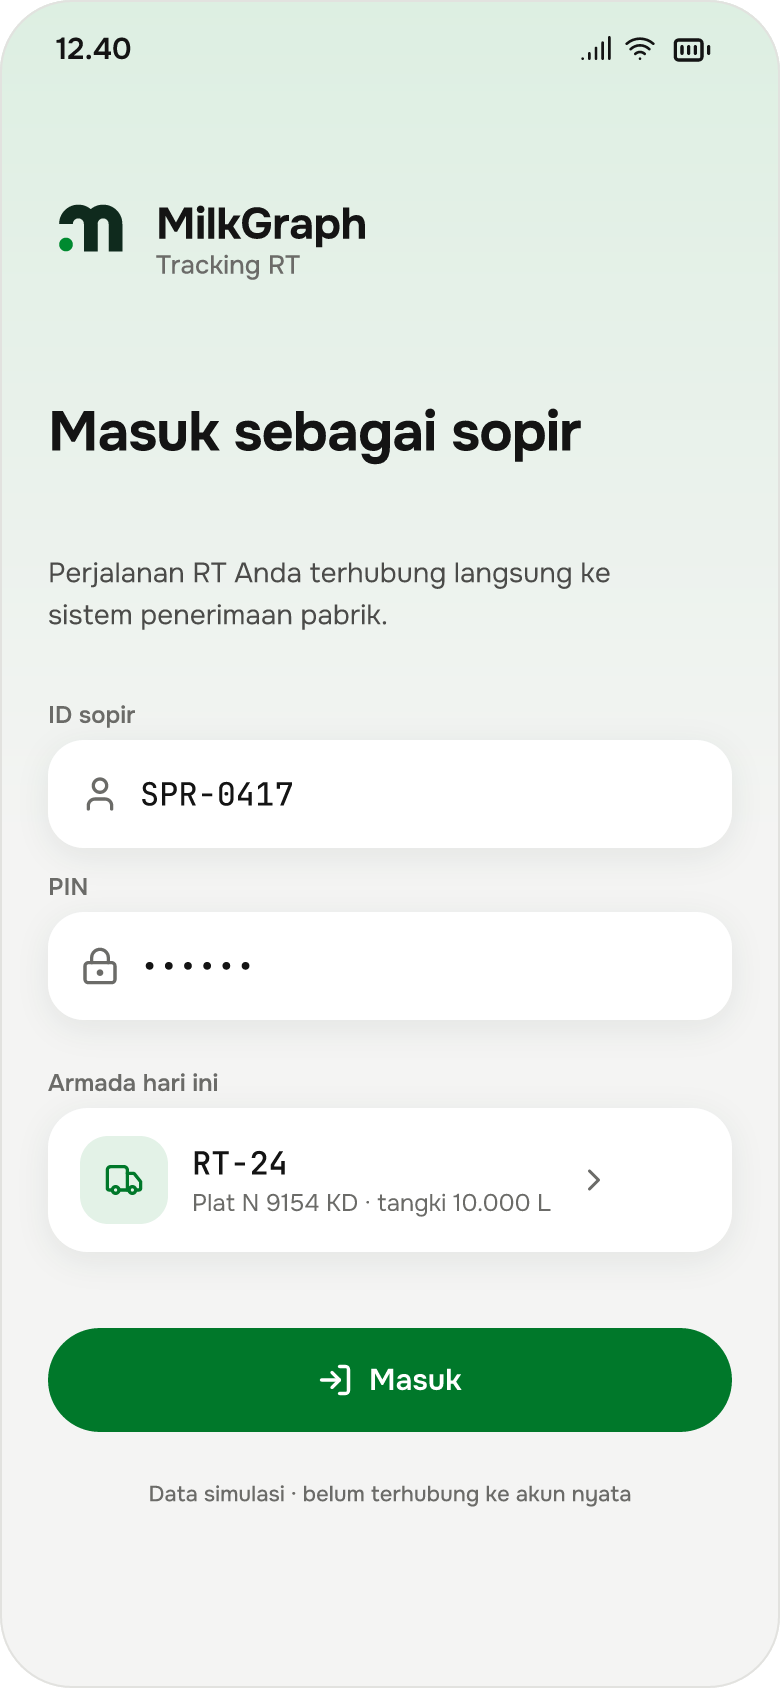 12.40
MilkGraph
Tracking RT
Masuk sebagai sopir
Perjalanan RT Anda terhubung langsung ke
sistem penerimaan pabrik.
ID sopir
SPR-0417
PIN
••••••
Armada hari ini
RT-24
Plat N 9154 KD · tangki 10.000 L
Masuk
Data simulasi · belum terhubung ke akun nyata